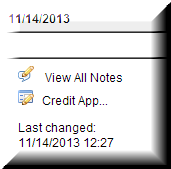 11/14/2013
View All Notes
Credit App...
Last changed:
11/14/2013 12:27